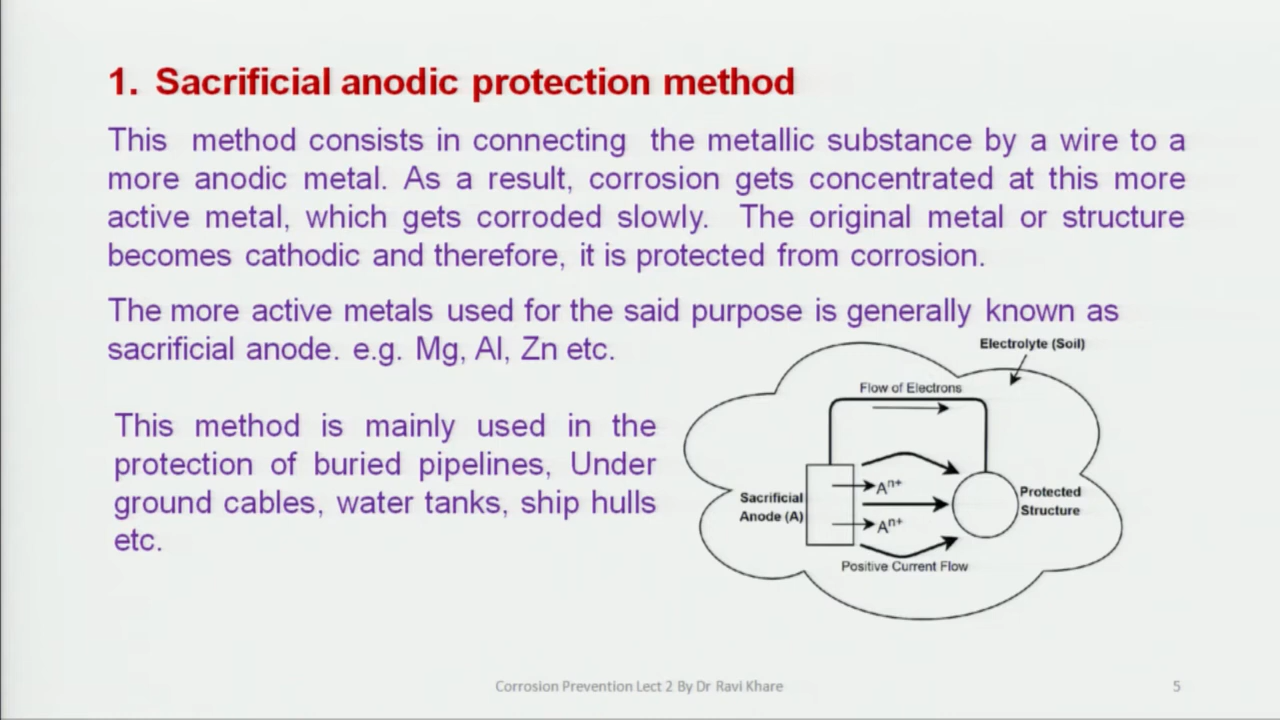 1. Sacrificial anodic protection method
This method consists in connecting the metallic substance by a wire to a
more anodic metal. As a result, corrosion gets concentrated at this more
active metal, which gets corroded slowly. The original metal or structure
becomes cathodic and therefore, it is protected from corrosion.
The more active metals used for the said purpose is generally known as
sacrificial anode. e.g. Mg, Al, Zn etc.
This method is mainly used in the
protection of buried pipelines, Under
ground cables, water tanks, ship hulls
etc.
Electrolyte (Soil)
Flow of Electrons
Sacrificial
Anode (A)
Aⁿ⁺
Aⁿ⁺
Protected
Structure
Positive Current Flow
Corrosion Prevention Lect 2 By Dr Ravi Khare
5